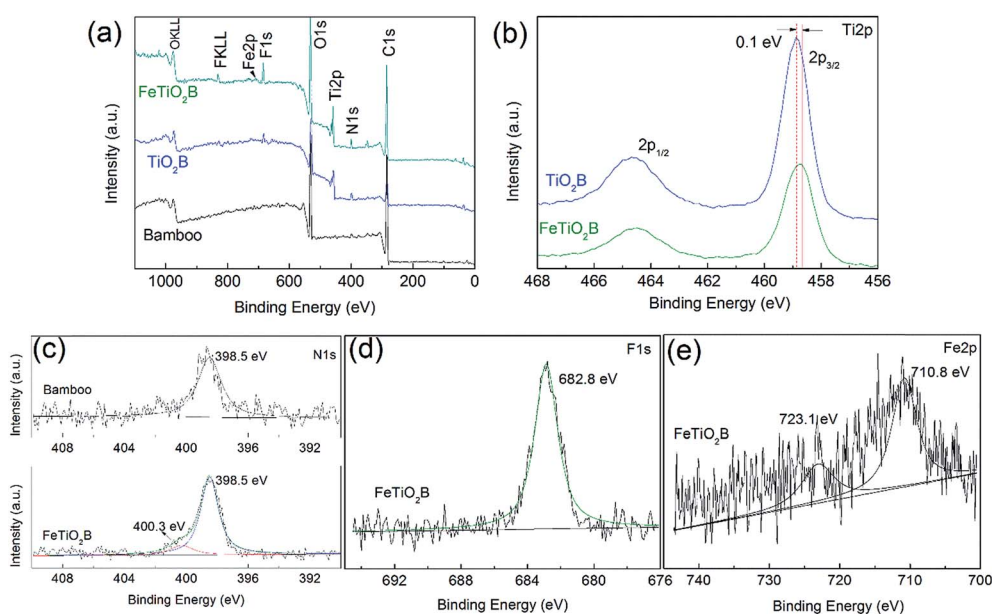 (a)
OKLL
FKLL
Fe2p
F1s
O1s
Ti2p
N1s
C1s
FeTiO₂B
TiO₂B
Bamboo
Intensity (a.u.)
1000 800 600 400 200 0
Binding Energy (eV)
(b)
Ti2p
0.1 eV
2p₃/₂
2p₁/₂
TiO₂B
FeTiO₂B
Intensity (a.u.)
468 466 464 462 460 458 456
Binding Energy (eV)
(c)
N1s
398.5 eV
Bamboo
Intensity (a.u.)
408 404 400 396 392
398.5 eV
400.3 eV
FeTiO₂B
Intensity (a.u.)
408 404 400 396 392
Binding Energy (eV)
(d)
F1s
682.8 eV
FeTiO₂B
Intensity (a.u.)
692 688 684 680 676
Binding Energy (eV)
(e)
Fe2p
710.8 eV
723.1 eV
FeTiO₂B
Intensity (a.u.)
740 730 720 710 700
Binding Energy (eV)